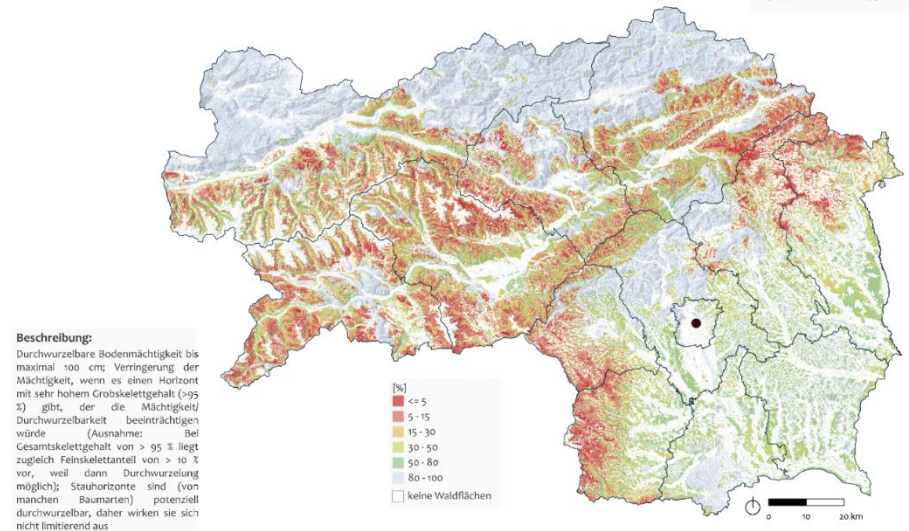 Beschreibung:
Durchwurzelbare Bodenmächtigkeit bis
maximal 100 cm; Verringerung der
Mächtigkeit, wenn es einen Horizont
mit sehr hohem Grobskelettgehalt (>95
%) gibt, der die Mächtigkeit/
Durchwurzelbarkeit beeinträchtigen
würde (Ausnahme: Bei
Gesamtskelettgehalt von > 95 % liegt
zugleich Feinskelettanteil von > 10 %
vor, weil dann Durchwurzelung
möglich); Stauhorizonte sind (von
manchen Baumarten) potenziell
durchwurzelbar, daher wirken sie sich
nicht limitierend aus
[%]
<= 5
5 - 15
15 - 30
30 - 50
50 - 80
80 - 100
keine Waldflächen
0 10 20 km